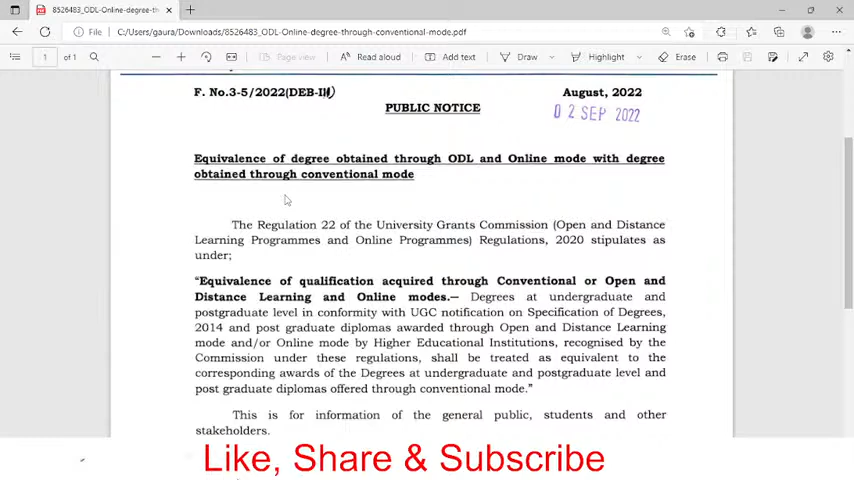 8526483_ODL-Online-degree-th
File
C:/Users/gaura/Downloads/8526483_ODL-Online-degree-through-conventional-mode.pdf
1 of 1
Page view
Read aloud
Add text
Draw
Highlight
Erase
F. No.3-5/2022(DEB-III) August, 2022
PUBLIC NOTICE
02 SEP 2022
Equivalence of degree obtained through ODL and Online mode with degree
obtained through conventional mode
The Regulation 22 of the University Grants Commission (Open and Distance
Learning Programmes and Online Programmes) Regulations, 2020 stipulates as
under;
“Equivalence of qualification acquired through Conventional or Open and
Distance Learning and Online modes.— Degrees at undergraduate and
postgraduate level in conformity with UGC notification on Specification of Degrees,
2014 and post graduate diplomas awarded through Open and Distance Learning
mode and/or Online mode by Higher Educational Institutions, recognised by the
Commission under these regulations, shall be treated as equivalent to the
corresponding awards of the Degrees at undergraduate and postgraduate level and
post graduate diplomas offered through conventional mode.”
This is for information of the general public, students and other
stakeholders.
Like, Share & Subscribe